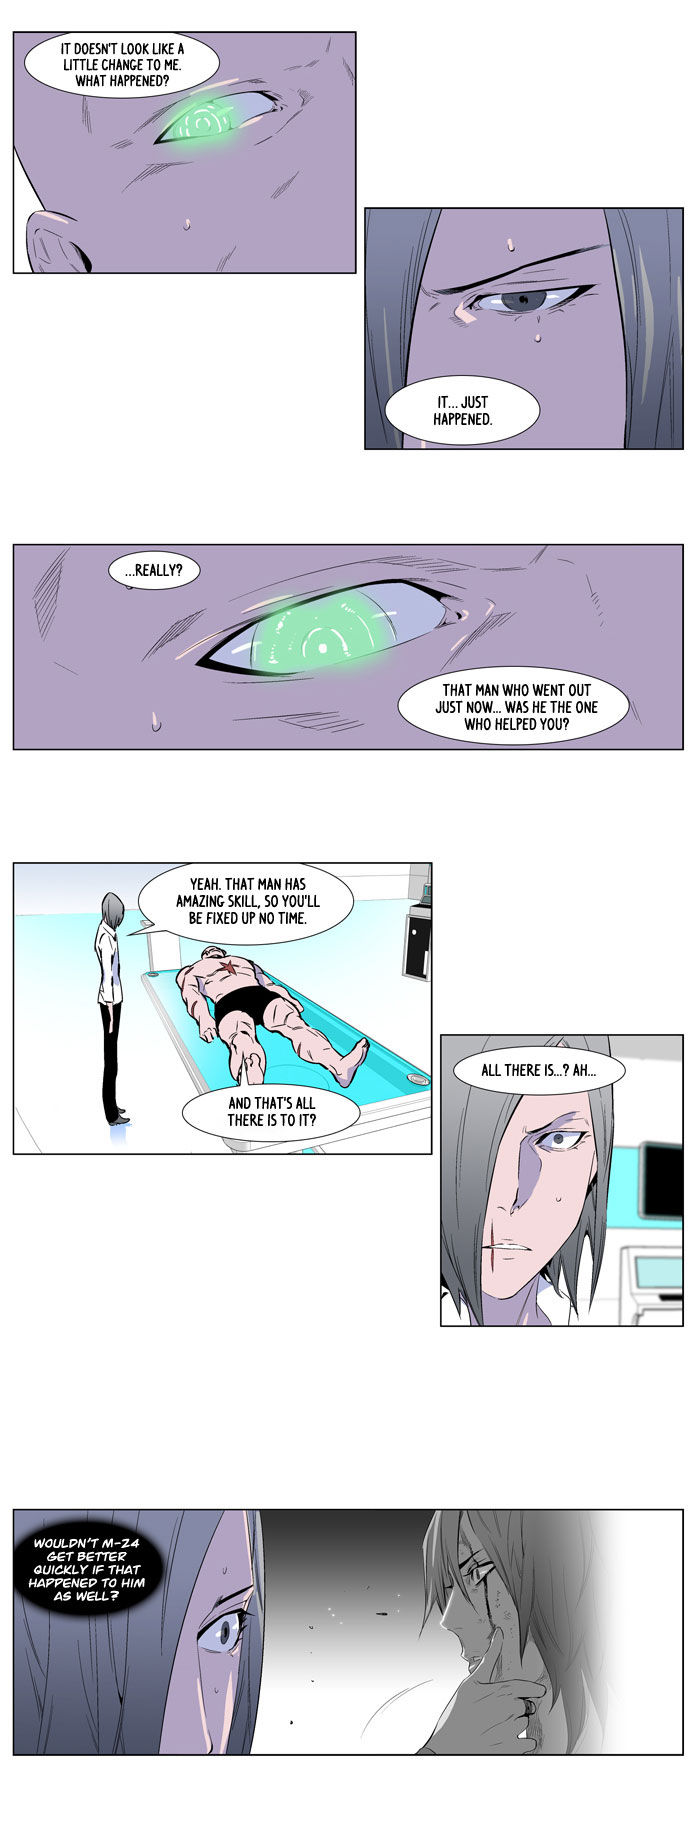 IT DOESN'T LOOK LIKE A
LITTLE CHANGE TO ME.
WHAT HAPPENED?
IT... JUST
HAPPENED.
...REALLY?
THAT MAN WHO WENT OUT
JUST NOW... WAS HE THE ONE
WHO HELPED YOU?
YEAH. THAT MAN HAS
AMAZING SKILL, SO YOU'LL
BE FIXED UP NO TIME.
AND THAT'S ALL
THERE IS TO IT?
ALL THERE IS...? AH...
WOULDN'T M-24
GET BETTER
QUICKLY IF THAT
HAPPENED TO HIM
AS WELL?